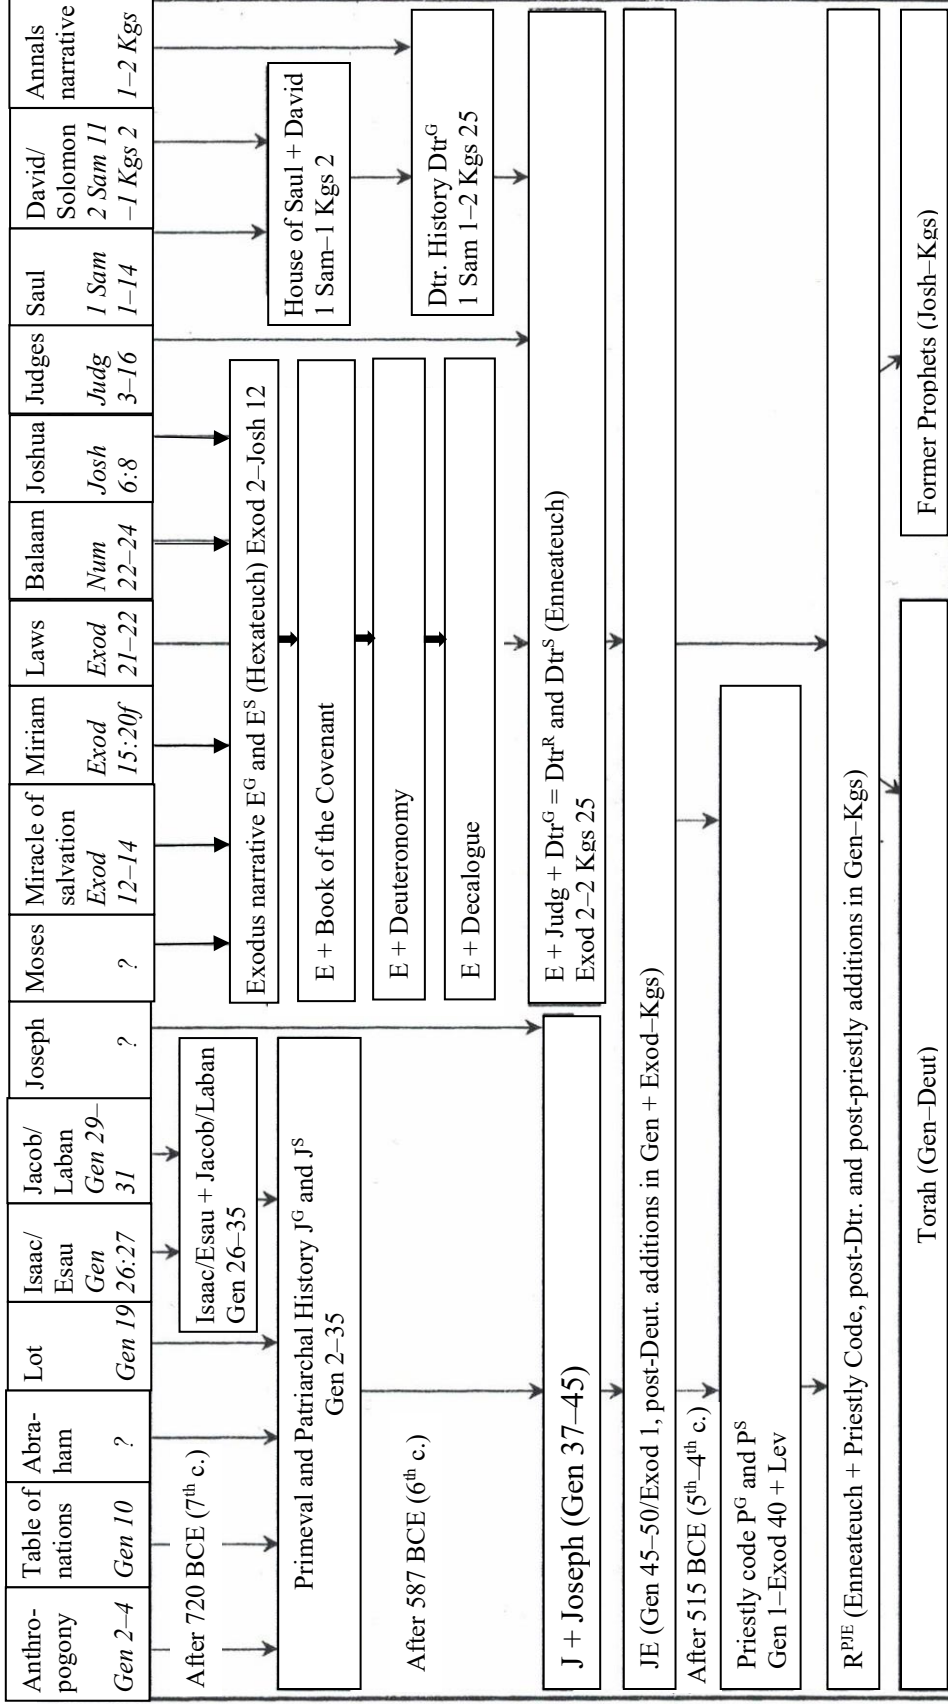 Anthro-
pogony
Gen 2–4
Table of
nations
Gen 10
Abra-
ham
?
Lot
Gen 19
Isaac/
Esau
Gen
26:27
Jacob/
Laban
Gen 29–
31
Joseph
?
Moses
?
Miracle of
salvation
Exod
12–14
Miriam
Exod
15:20f
Laws
Exod
21–22
Balaam
Num
22–24
Joshua
Josh
6:8
Judges
Judg
3–16
Saul
1 Sam
1–14
David/
Solomon
2 Sam 11
–1 Kgs 2
Annals
narrative
1–2 Kgs
After 720 BCE (7th c.)
Isaac/Esau + Jacob/Laban
Gen 26–35
Exodus narrative EG and ES (Hexateuch) Exod 2–Josh 12
House of Saul + David
1 Sam–1 Kgs 2
Primeval and Patriarchal History JG and JS
Gen 2–35
E + Book of the Covenant
E + Deuteronomy
After 587 BCE (6th c.)
Dtr. History DtrG
1 Sam 1–2 Kgs 25
E + Decalogue
J + Joseph (Gen 37–45)
E + Judg + DtrG = DtrR and DtrS (Enneateuch)
Exod 2–2 Kgs 25
JE (Gen 45–50/Exod 1, post-Deut. additions in Gen + Exod–Kgs)
After 515 BCE (5th–4th c.)
Priestly code PG and PS
Gen 1–Exod 40 + Lev
RPJE (Enneateuch + Priestly Code, post-Dtr. and post-priestly additions in Gen–Kgs)
Torah (Gen–Deut)
Former Prophets (Josh–Kgs)